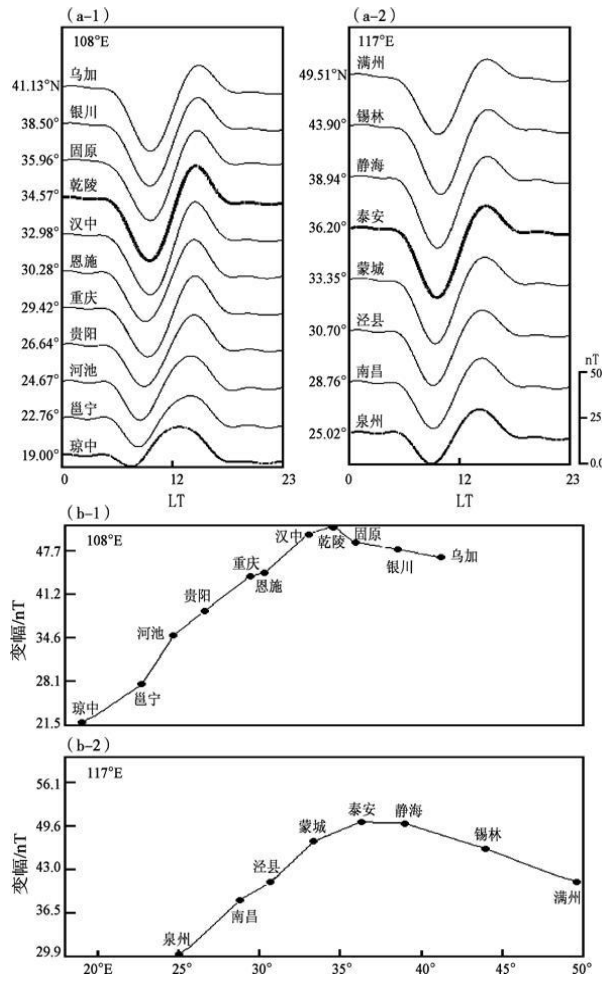 (a-1)
108°E
乌加
41.13°N
银川
38.50°
固原
35.96°
乾陵
34.57°
汉中
32.98°
恩施
30.28°
重庆
29.42°
贵阳
26.64°
河池
24.67°
邕宁
22.76°
琼中
19.00°
0
12
23
LT
(a-2)
117°E
满州
49.51°N
锡林
43.90°
静海
38.94°
泰安
36.20°
蒙城
33.35°
泾县
30.70°
南昌
28.76°
泉州
25.02°
0
12
23
LT
nT
50
25
0.0
(b-1)
108°E
变幅/nT
47.7
41.2
34.6
28.1
21.5
琼中
邕宁
河池
贵阳
重庆
恩施
汉中
乾陵
固原
银川
乌加
(b-2)
117°E
变幅/nT
56.1
49.6
43.0
36.5
29.9
泉州
南昌
泾县
蒙城
泰安
静海
锡林
满州
20°E
25°
30°
35°
40°
45°
50°